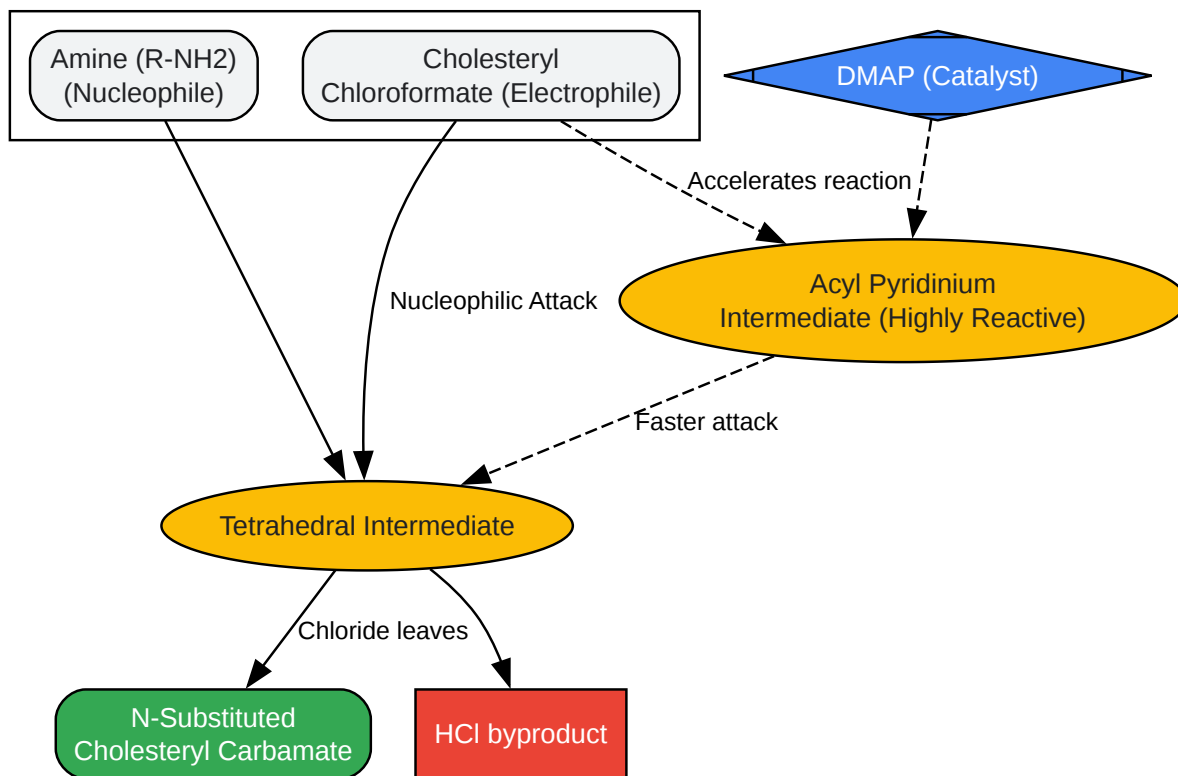 Amine (R-NH2)
(Nucleophile)
Cholesteryl
Chloroformate (Electrophile)
DMAP (Catalyst)
Accelerates reaction
Nucleophilic Attack
Acyl Pyridinium
Intermediate (Highly Reactive)
Faster attack
Tetrahedral Intermediate
Chloride leaves
N-Substituted
Cholesteryl Carbamate
HCl byproduct